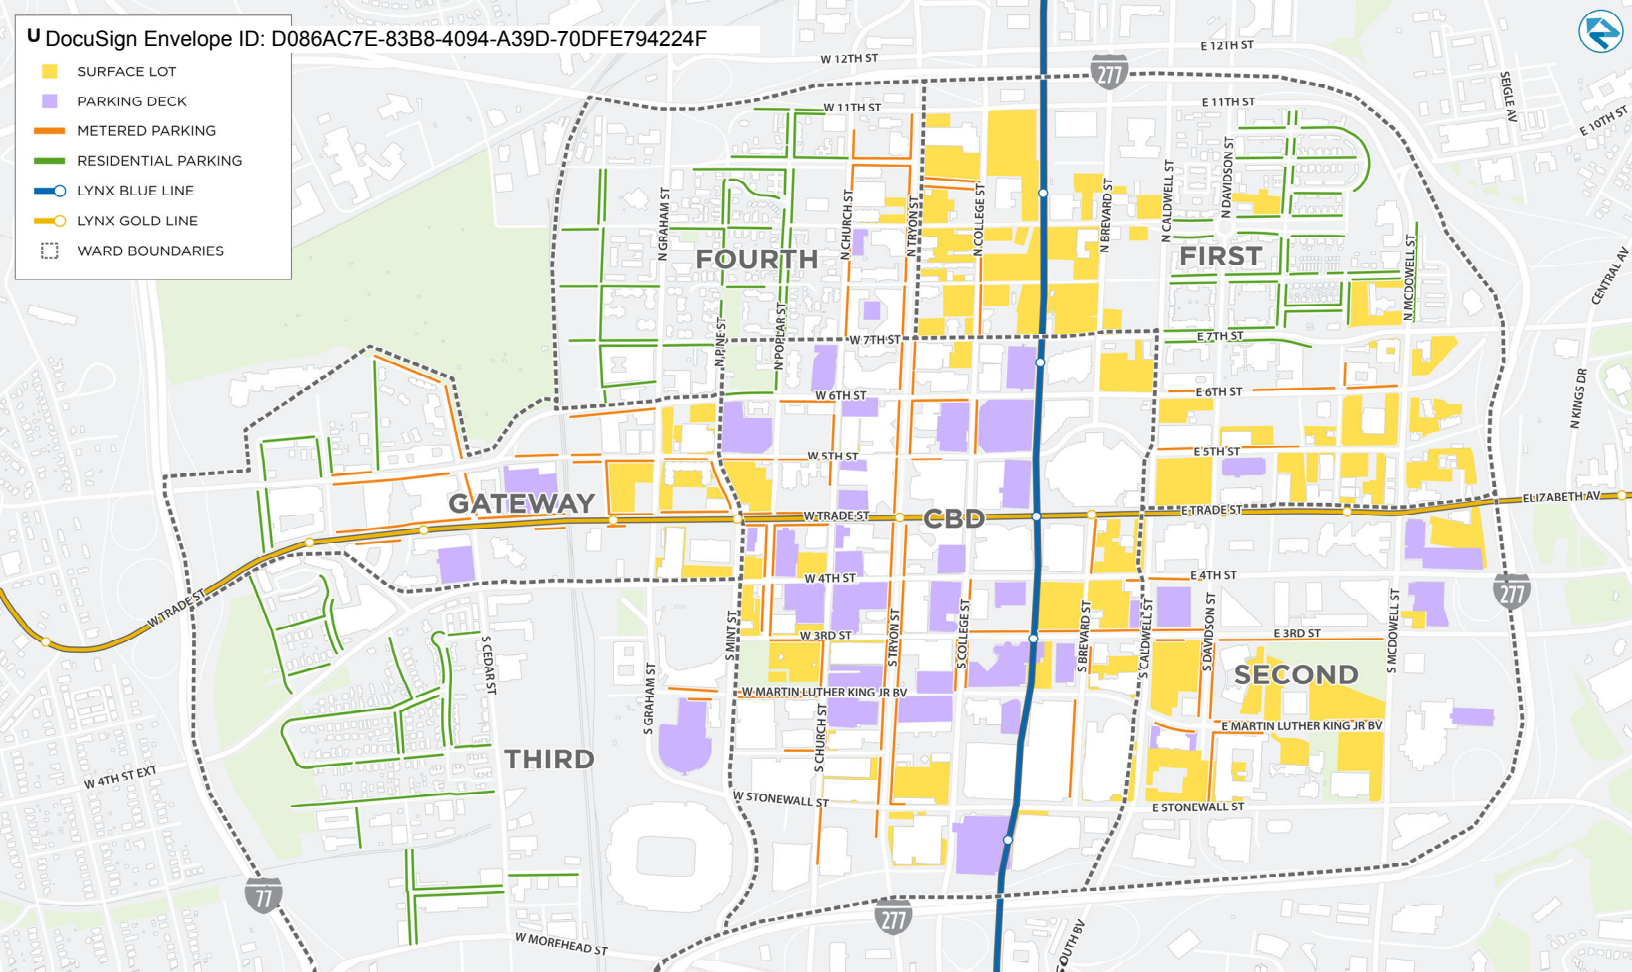 U DocuSign Envelope ID: D086AC7E-83B8-4094-A39D-70DFE794224F
SURFACE LOT
PARKING DECK
METERED PARKING
RESIDENTIAL PARKING
LYNX BLUE LINE
LYNX GOLD LINE
WARD BOUNDARIES
E 12TH ST
W 12TH ST
277
SEIGLE AV
E 11TH ST
W 11TH ST
E 10TH ST
N GRAHAM ST
N CHURCH ST
N TRYON ST
N COLLEGE ST
N BREVARD ST
N CALDWELL ST
N DAVIDSON ST
N MCDOWELL ST
CENTRAL AV
FOURTH
FIRST
N PINE ST
N POPLAR ST
W 7TH ST
E 7TH ST
N KINGS DR
W 6TH ST
E 6TH ST
W 5TH ST
E 5TH ST
GATEWAY
CBD
W TRADE ST
E TRADE ST
ELIZABETH AV
W 4TH ST
E 4TH ST
277
W TRADE ST
S MINT ST
W 3RD ST
E 3RD ST
S CEDAR ST
S GRAHAM ST
S TRYON ST
S COLLEGE ST
S BREVARD ST
S CALDWELL ST
S DAVIDSON ST
S MCDOWELL ST
SECOND
W MARTIN LUTHER KING JR BV
E MARTIN LUTHER KING JR BV
S CHURCH ST
THIRD
W 4TH ST EXT
W STONEWALL ST
E STONEWALL ST
77
277
W MOREHEAD ST
OUTH BV